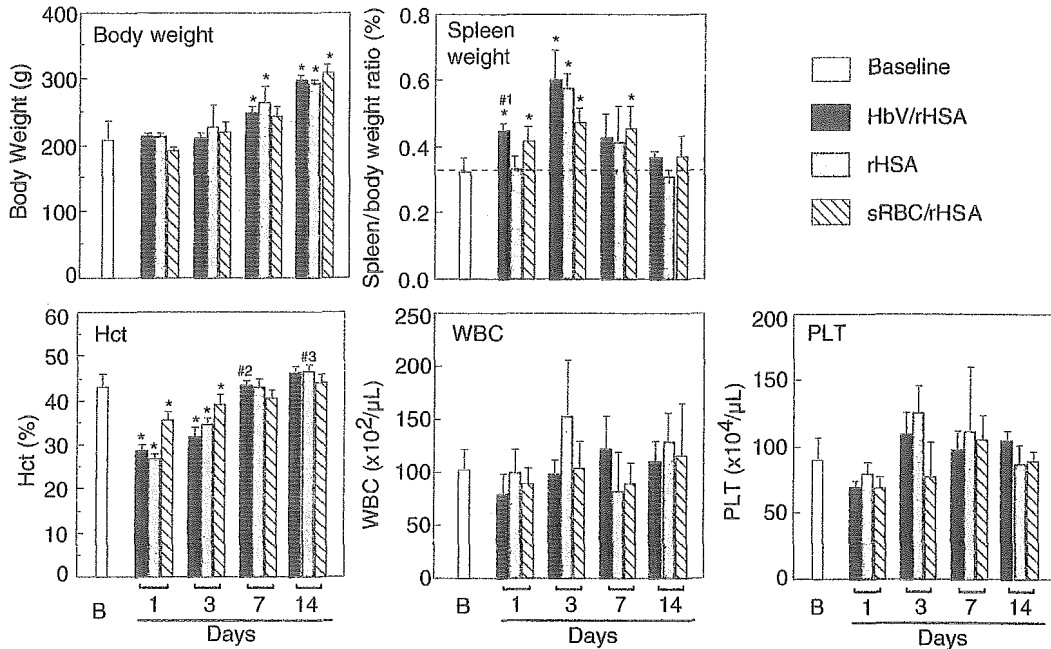 Body Weight (g)
400
300
200
100
0
Body weight
*
*
*
*
*
Spleen/body weight ratio (%)
0.8
0.6
0.4
0.2
0.0
Spleen
weight
#1
*
*
*
*
*
*
Baseline
HbV/rHSA
rHSA
sRBC/rHSA
Hct (%)
60
50
40
30
20
10
0
Hct
*
*
*
*
*
*
#2
#3
B
1
3
7
14
Days
WBC (x10²/µL)
250
200
150
100
50
0
WBC
B
1
3
7
14
Days
PLT (x10⁴/µL)
200
150
100
50
0
PLT
B
1
3
7
14
Days